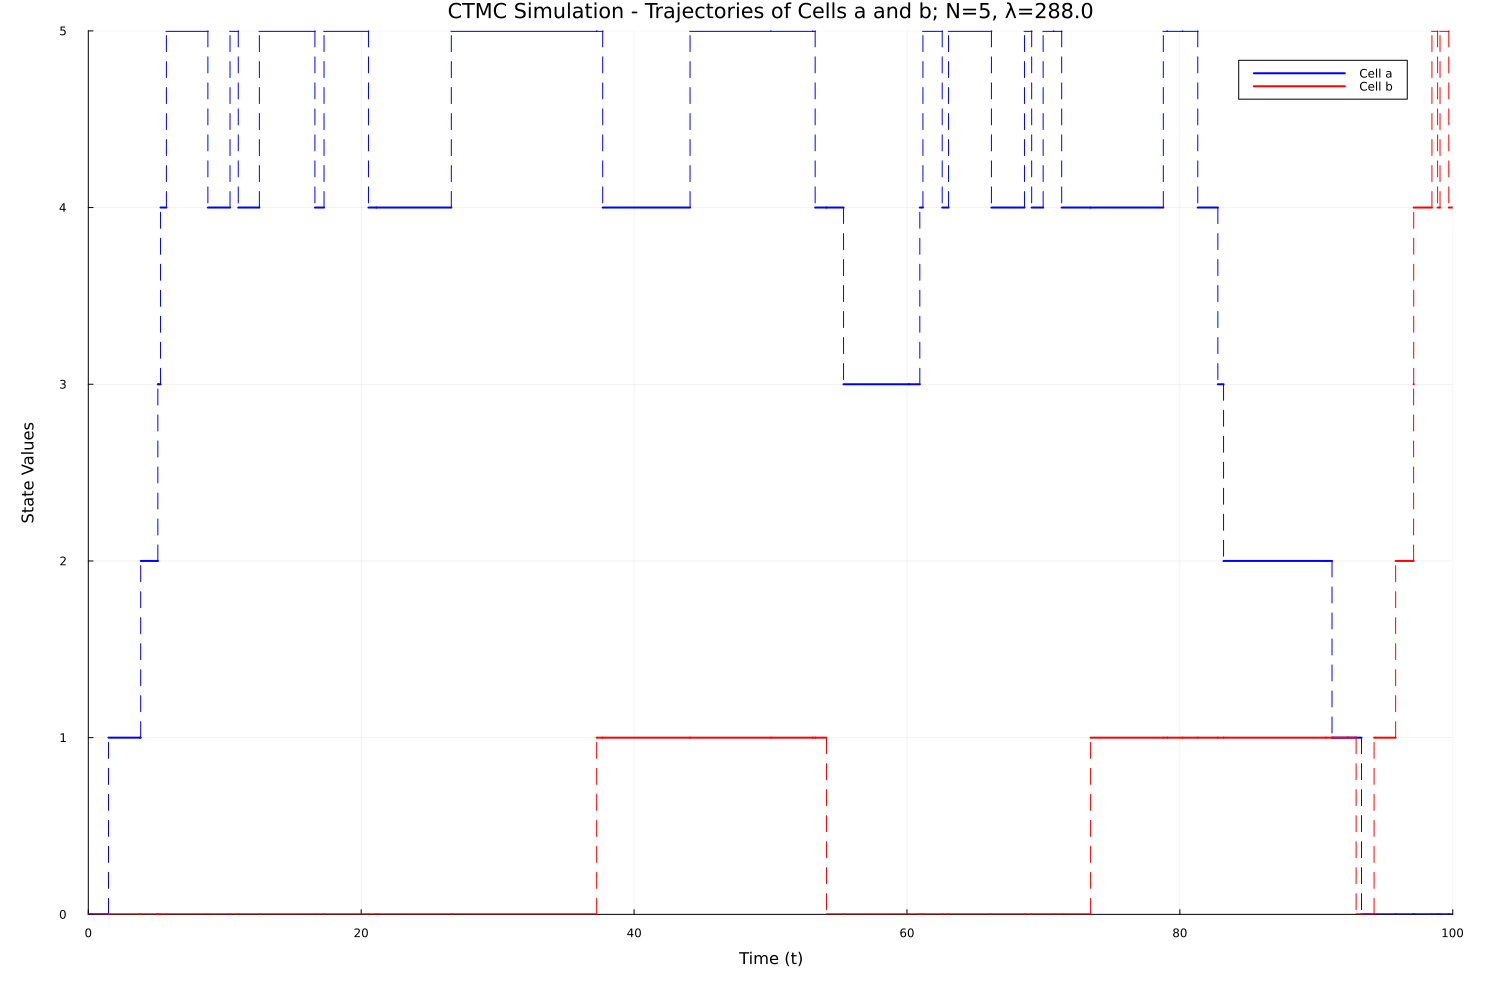 CTMC Simulation - Trajectories of Cells a and b; N=5, λ=288.0
5
4
3
2
1
0
State Values
Cell a
Cell b
0 20 40 60 80 100
Time (t)